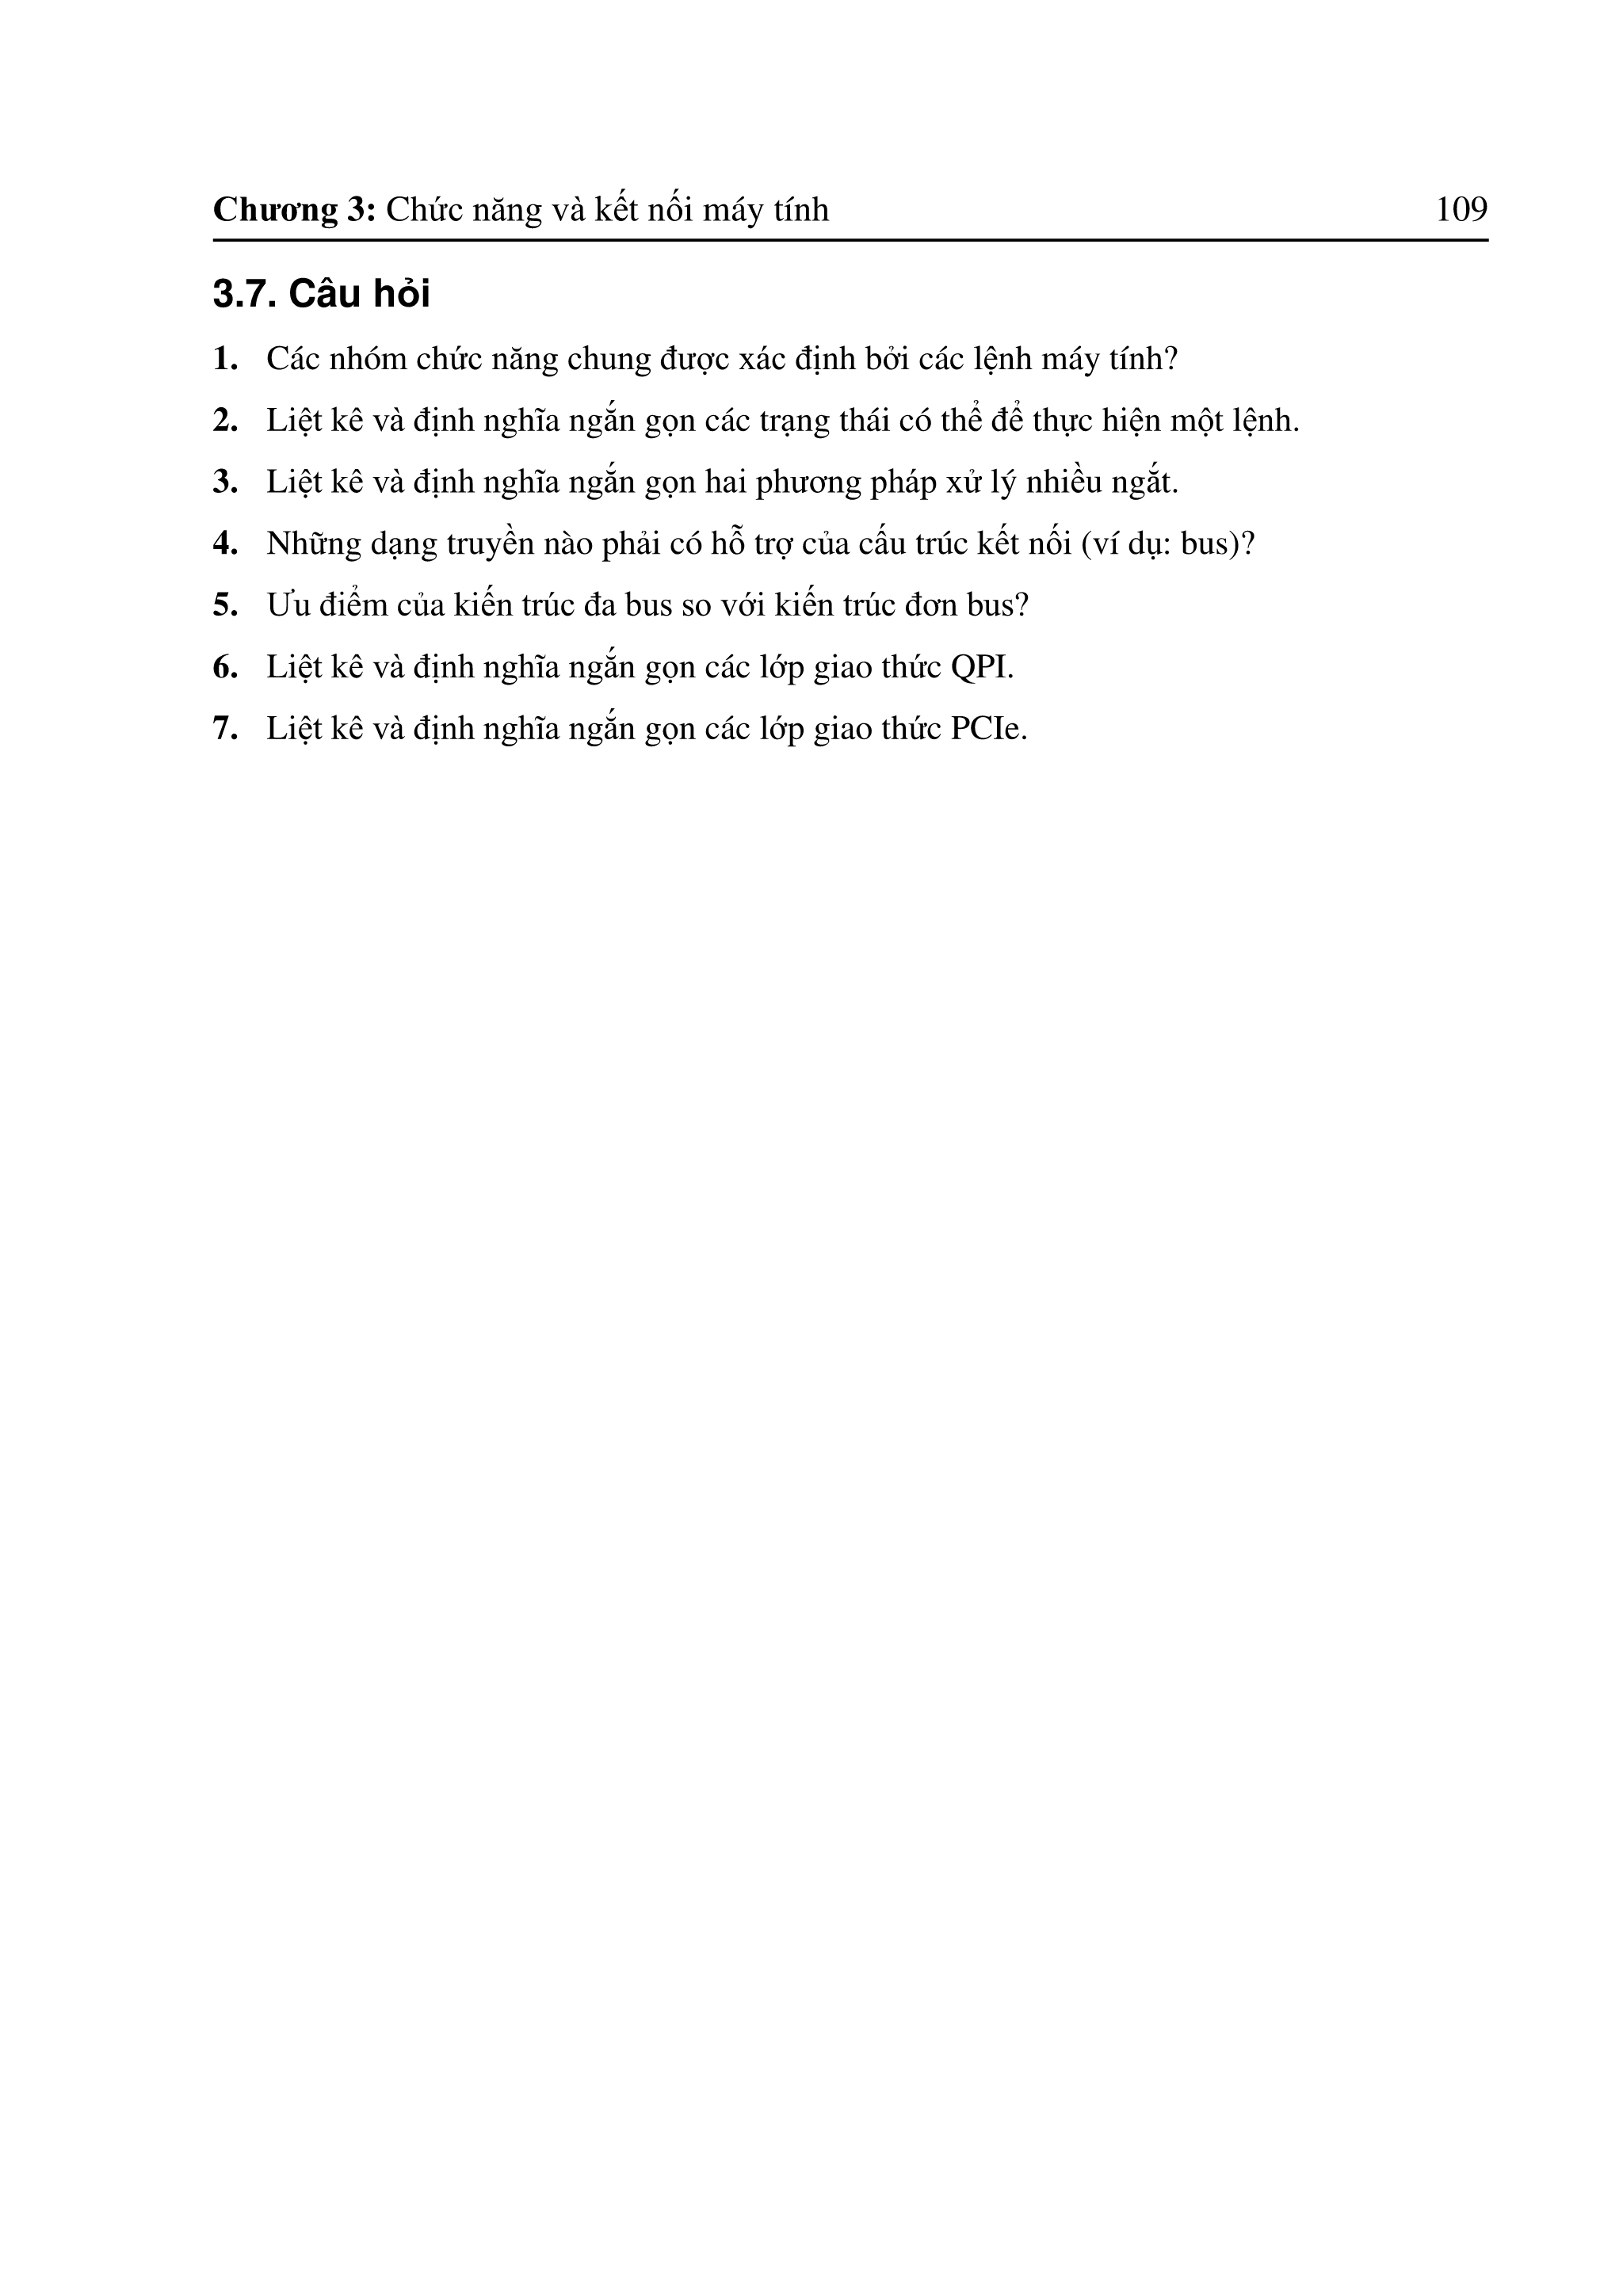 Chương 3: Chức năng và kết nối máy tính 109
3.7. Câu hỏi
1. Các nhóm chức năng chung được xác định bởi các lệnh máy tính?
2. Liệt kê và định nghĩa ngắn gọn các trạng thái có thể để thực hiện một lệnh.
3. Liệt kê và định nghĩa ngắn gọn hai phương pháp xử lý nhiều ngắt.
4. Những dạng truyền nào phải có hỗ trợ của cấu trúc kết nối (ví dụ: bus)?
5. Ưu điểm của kiến trúc đa bus so với kiến trúc đơn bus?
6. Liệt kê và định nghĩa ngắn gọn các lớp giao thức QPI.
7. Liệt kê và định nghĩa ngắn gọn các lớp giao thức PCIe.